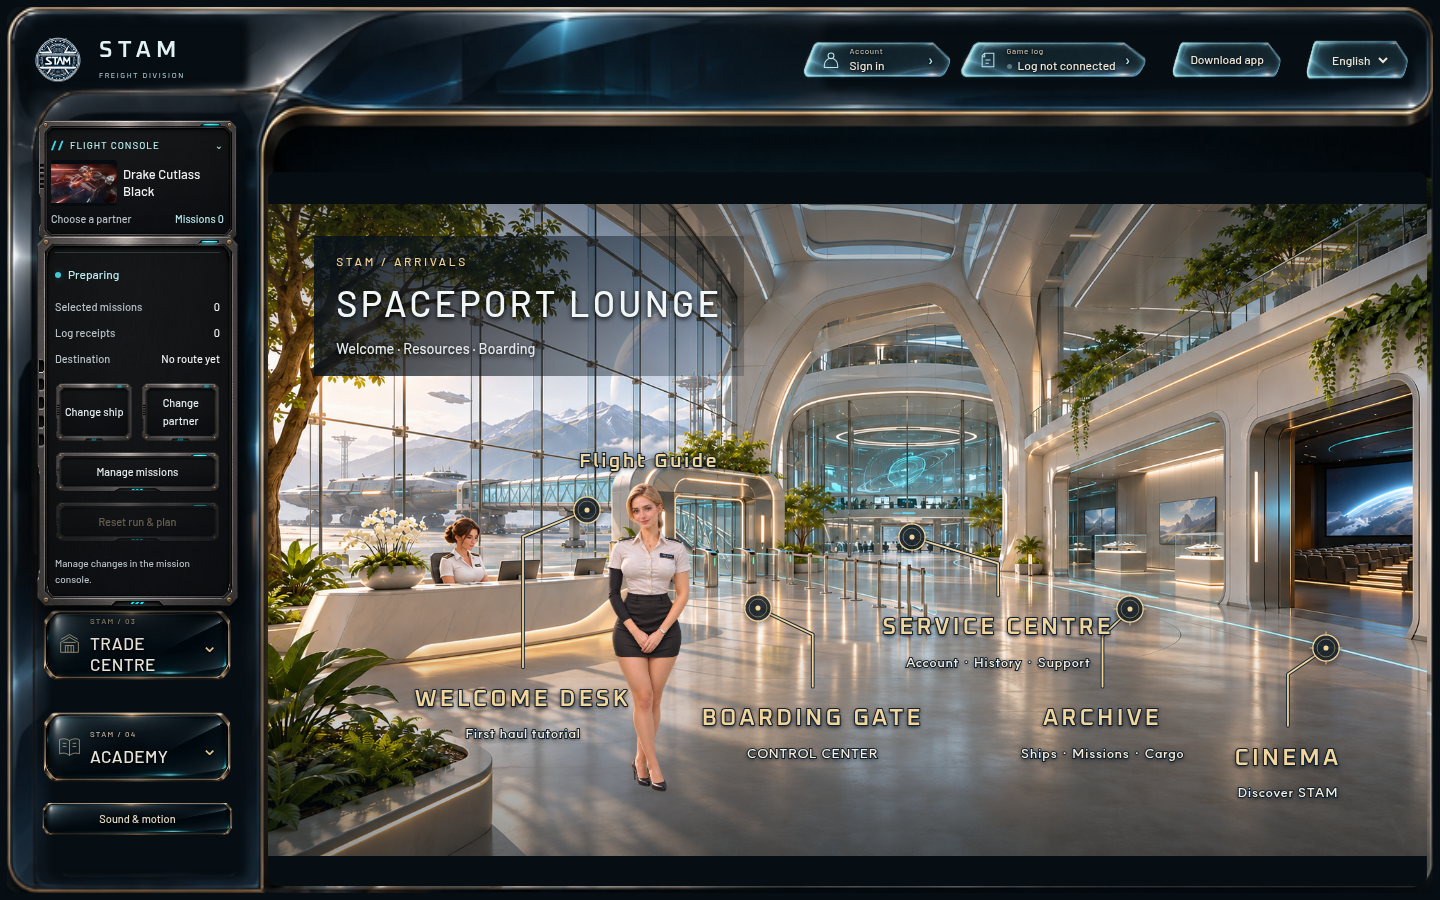 STAM
FREIGHT DIVISION
STAM
Account
Sign in
Game log
Log not connected
Download app
English
// FLIGHT CONSOLE
Drake Cutlass
Black
Choose a partner
Missions 0
Preparing
Selected missions 0
Log receipts 0
Destination No route yet
Change ship
Change
partner
Manage missions
Reset run & plan
Manage changes in the mission
console.
STAM / 03
TRADE
CENTRE
STAM / 04
ACADEMY
Sound & motion
STAM / ARRIVALS
SPACEPORT LOUNGE
Welcome · Resources · Boarding
Flight Guide
WELCOME DESK
First haul tutorial
BOARDING GATE
CONTROL CENTER
SERVICE CENTRE
Account · History · Support
ARCHIVE
Ships · Missions · Cargo
CINEMA
Discover STAM